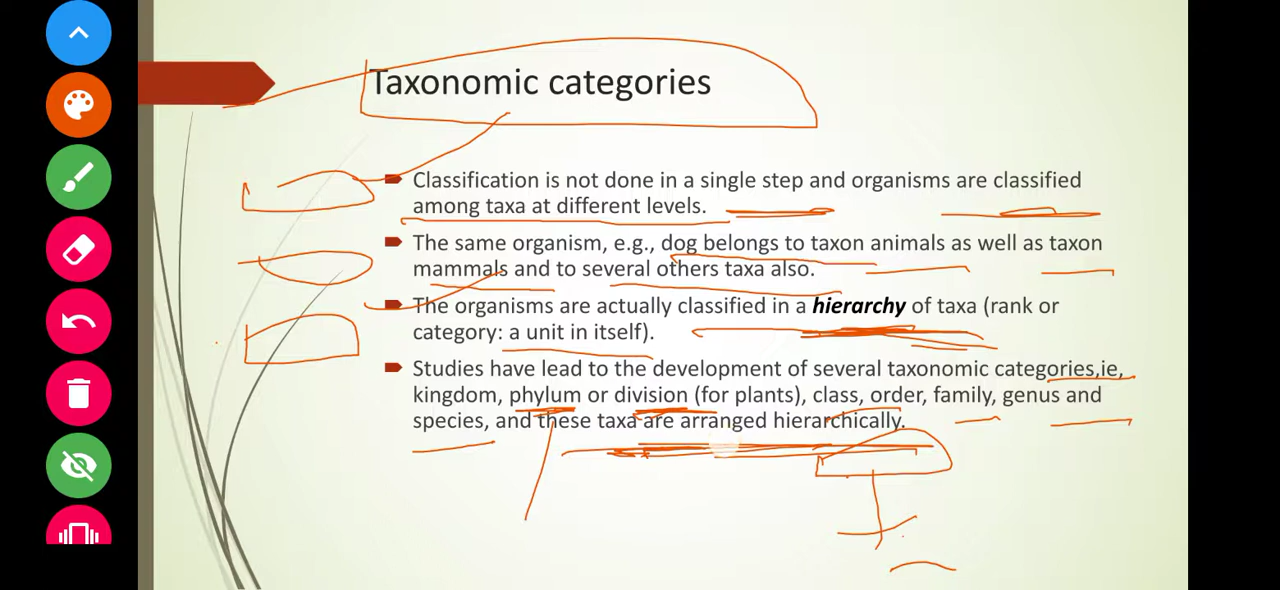 Taxonomic categories
Classification is not done in a single step and organisms are classified
among taxa at different levels.
The same organism, e.g., dog belongs to taxon animals as well as taxon
mammals and to several others taxa also.
The organisms are actually classified in a hierarchy of taxa (rank or
category: a unit in itself).
Studies have lead to the development of several taxonomic categories,ie,
kingdom, phylum or division (for plants), class, order, family, genus and
species, and these taxa are arranged hierarchically.